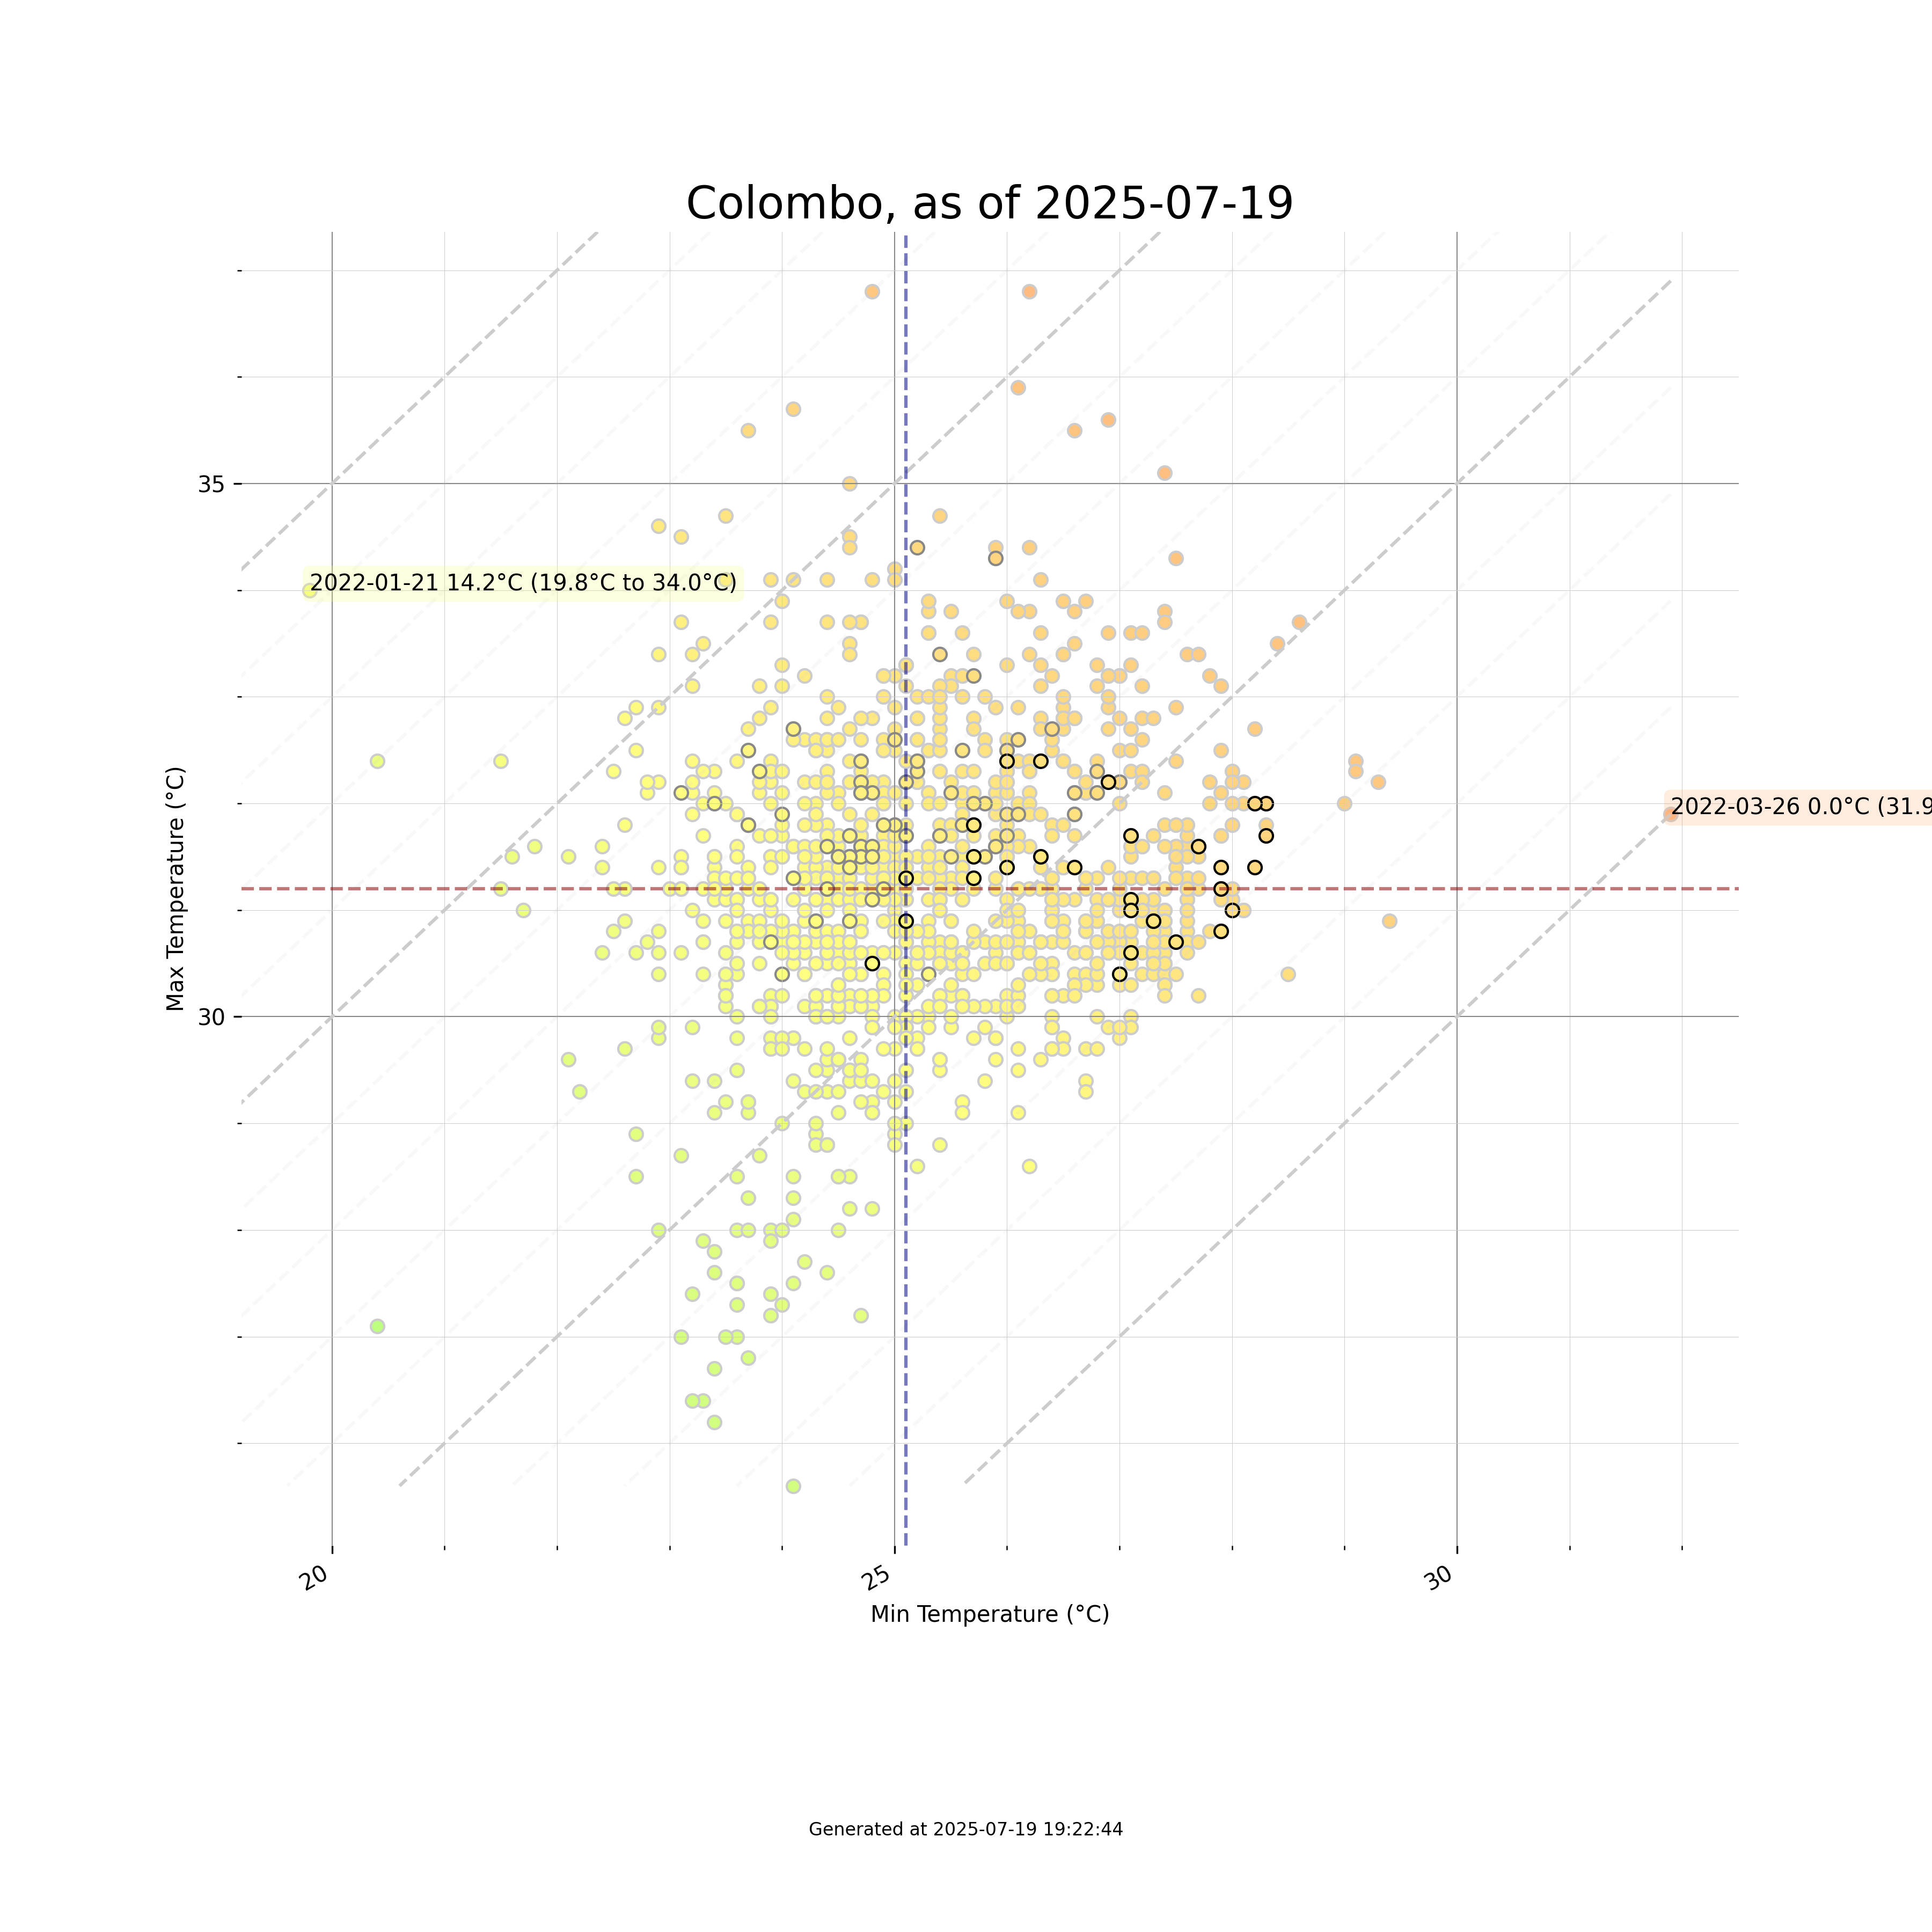 Colombo, as of 2025-07-19
35
2022-01-21 14.2°C (19.8°C to 34.0°C)
Max Temperature (°C)
2022-03-26 0.0°C (31.9
30
20
25
30
Min Temperature (°C)
Generated at 2025-07-19 19:22:44